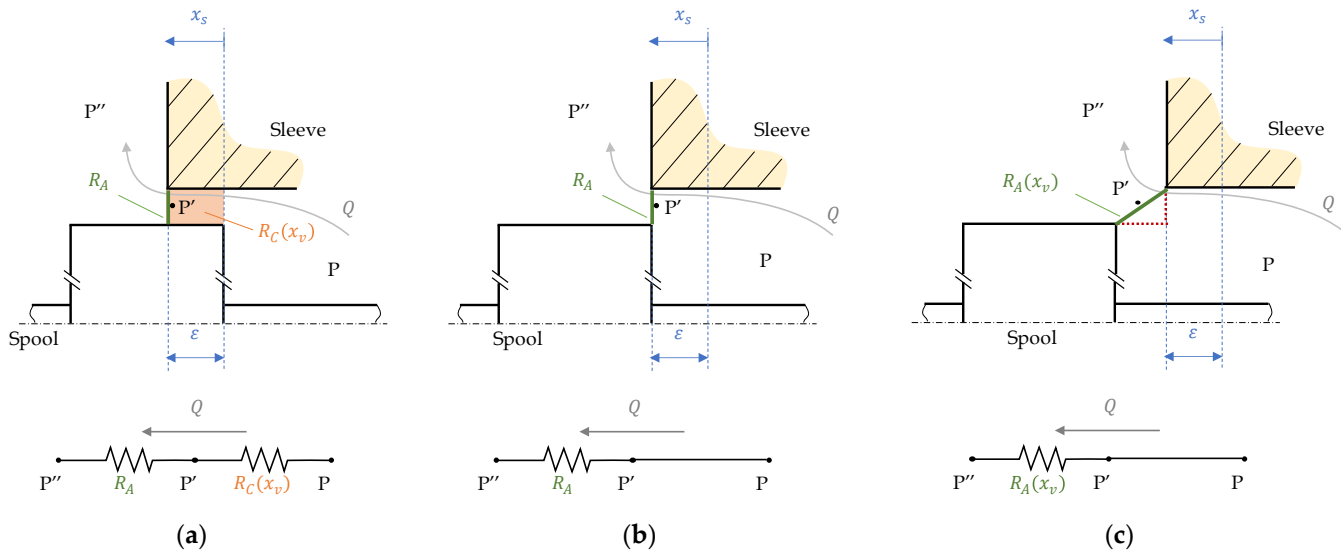 x_s
P″
Sleeve
R_A
P′
Q
R_C(x_v)
P
Spool
ε
Q
P″
R_A
P′
R_C(x_v)
P
(a)
x_s
P″
Sleeve
R_A
P′
Q
P
Spool
ε
Q
P″
R_A
P′
P
(b)
x_s
P″
Sleeve
R_A(x_v)
P′
Q
P
Spool
ε
Q
P″
R_A(x_v)
P′
P
(c)